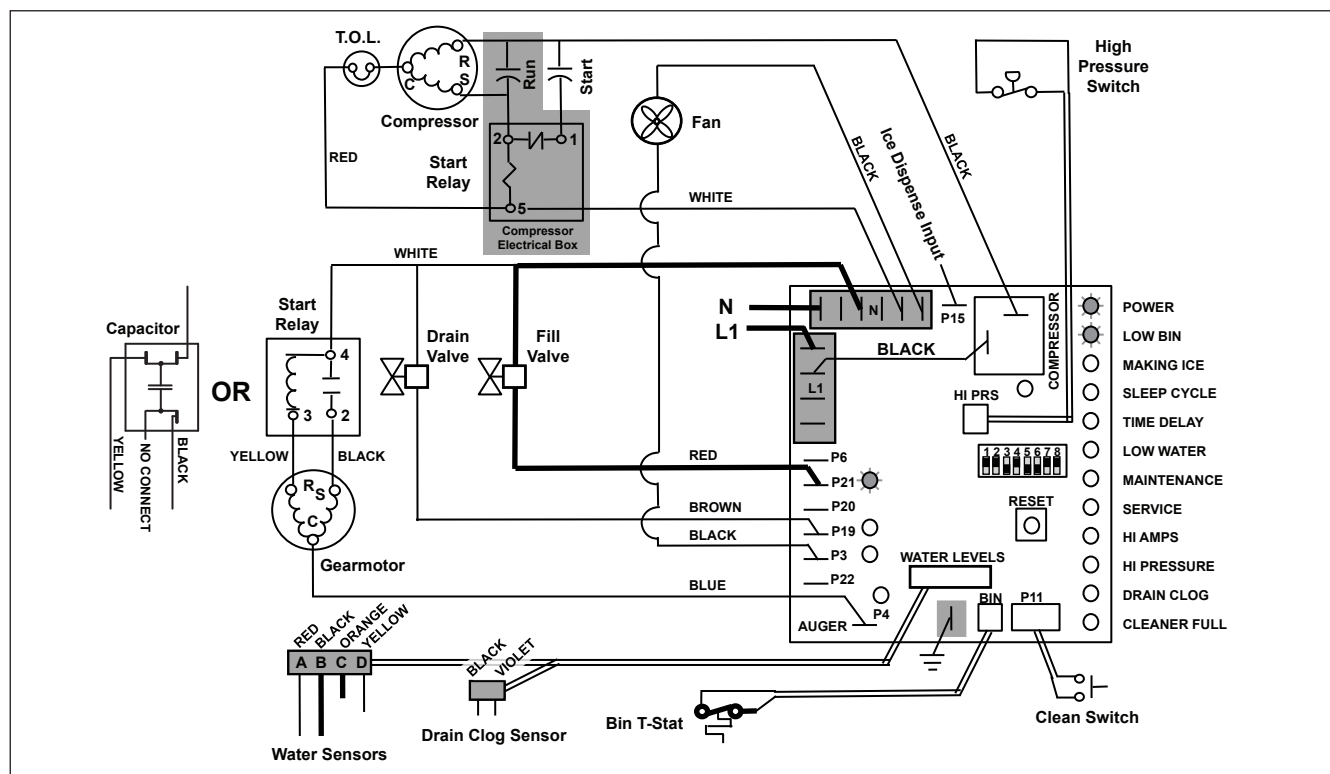 T.O.L.
R
S
C
Compressor
Run
Start
2
1
5
Start
Relay
Compressor
Electrical Box
RED
WHITE
Fan
BLACK
Ice Dispense Input
BLACK
High
Pressure
Switch
WHITE
Start
Relay
4
3
2
Capacitor
OR
YELLOW
NO CONNECT
BLACK
YELLOW
BLACK
R
S
C
Gearmotor
Drain
Valve
Fill
Valve
N
L1
N
P15
BLACK
L1
COMPRESSOR
HI PRS
1 2 3 4 5 6 7 8
RESET
POWER
LOW BIN
MAKING ICE
SLEEP CYCLE
TIME DELAY
LOW WATER
MAINTENANCE
SERVICE
HI AMPS
HI PRESSURE
DRAIN CLOG
CLEANER FULL
P6
RED
P21
P20
BROWN
P19
BLACK
P3
P22
BLUE
P4
AUGER
WATER LEVELS
BIN
P11
RED
BLACK
ORANGE
YELLOW
A B C D
Water Sensors
BLACK
VIOLET
Drain Clog Sensor
Bin T-Stat
Clean Switch